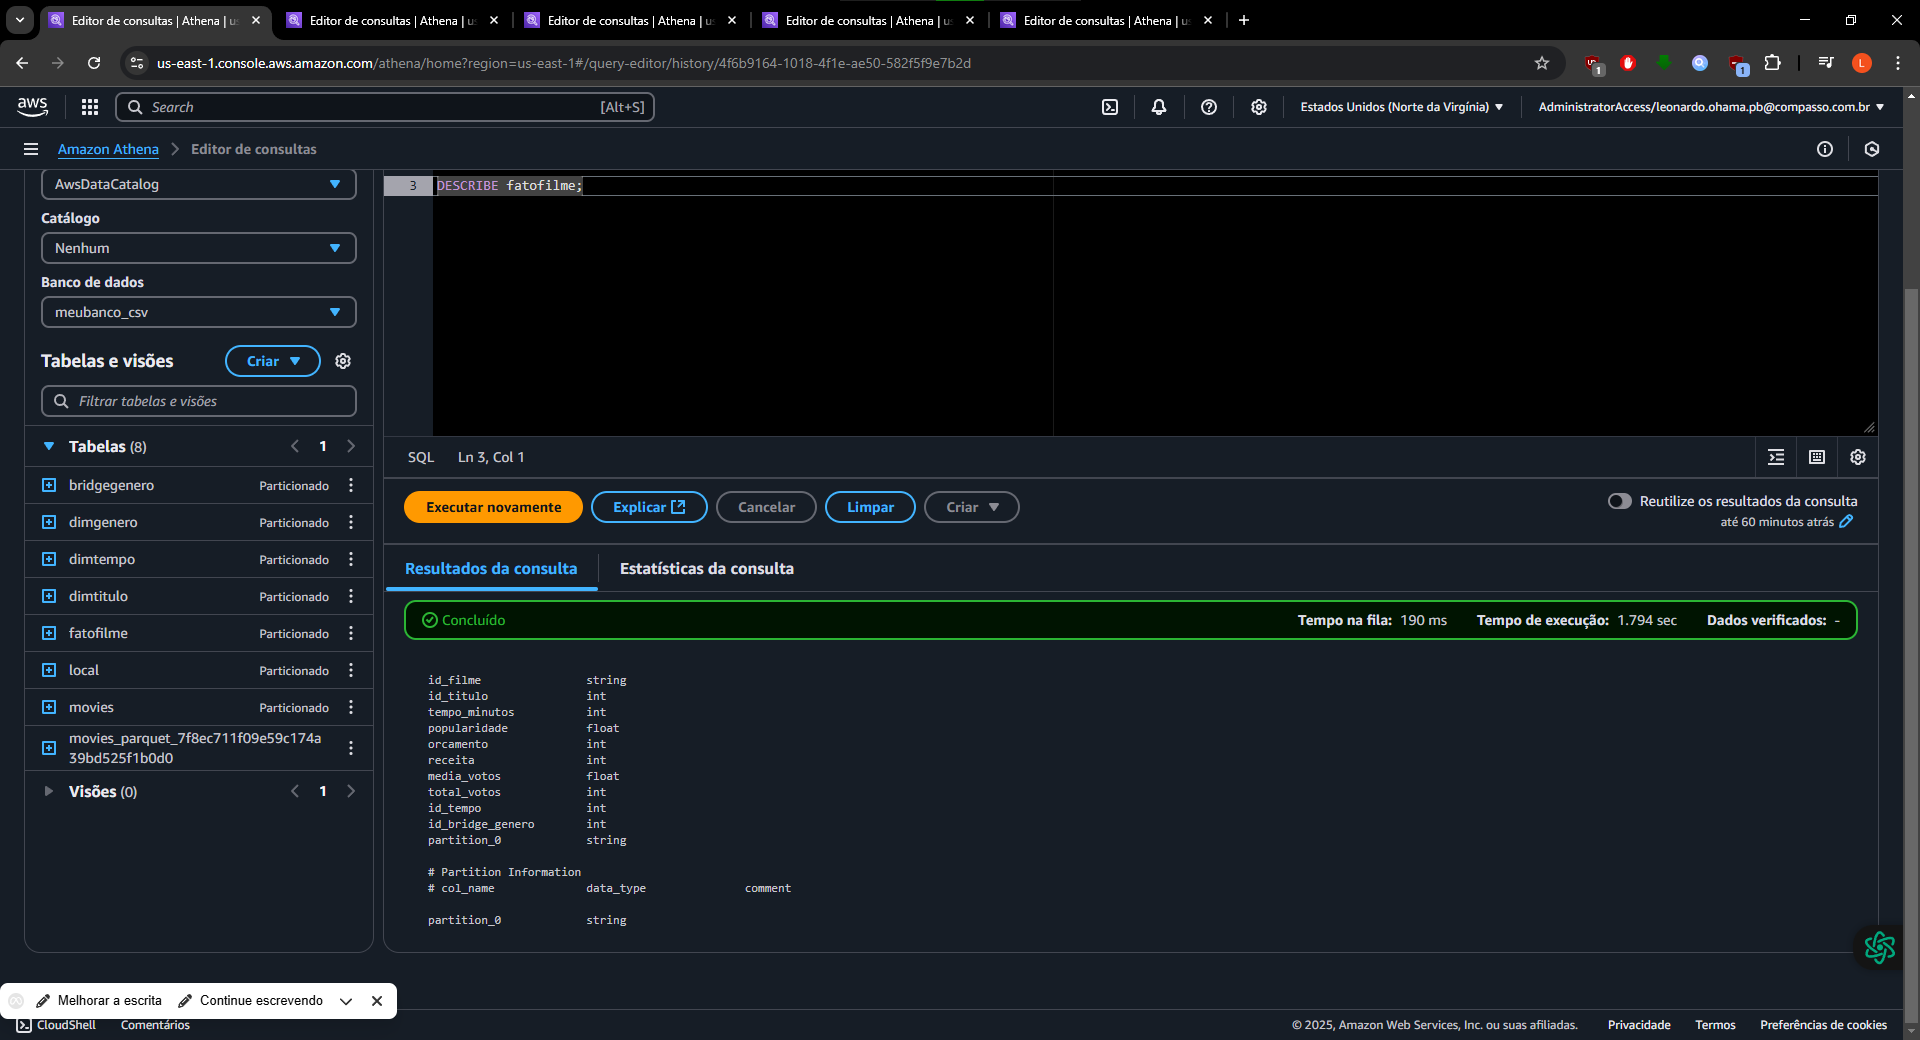 Editor de consultas | Athena | us
Editor de consultas | Athena | us
Editor de consultas | Athena | us
Editor de consultas | Athena | us
Editor de consultas | Athena | us
us-east-1.console.aws.amazon.com/athena/home?region=us-east-1#/query-editor/history/4f6b9164-1018-4f1e-ae50-582f5f9e7b2d
1
1
L
aws
Search
[Alt+S]
Estados Unidos (Norte da Virgínia)
AdministratorAccess/leonardo.ohama.pb@compasso.com.br
Amazon Athena
Editor de consultas
AwsDataCatalog
Catálogo
Nenhum
Banco de dados
meubanco_csv
Tabelas e visões
Criar
Filtrar tabelas e visões
Tabelas (8)
1
bridgegenero Particionado
dimgenero Particionado
dimtempo Particionado
dimtitulo Particionado
fatofilme Particionado
local Particionado
movies Particionado
movies_parquet_7f8ec711f09e59c174a
39bd525f1b0d0
Visões (0)
1
3 DESCRIBE fatofilme;
SQL Ln 3, Col 1
Executar novamente
Explicar
Cancelar
Limpar
Criar
Reutilize os resultados da consulta
até 60 minutos atrás
Resultados da consulta
Estatísticas da consulta
Concluído
Tempo na fila: 190 ms
Tempo de execução: 1.794 sec
Dados verificados: -
id_filme string
id_titulo int
tempo_minutos int
popularidade float
orcamento int
receita int
media_votos float
total_votos int
id_tempo int
id_bridge_genero int
partition_0 string
# Partition Information
# col_name data_type comment
partition_0 string
Melhorar a escrita
Continue escrevendo
CloudShell
Comentários
© 2025, Amazon Web Services, Inc. ou suas afiliadas.
Privacidade
Termos
Preferências de cookies